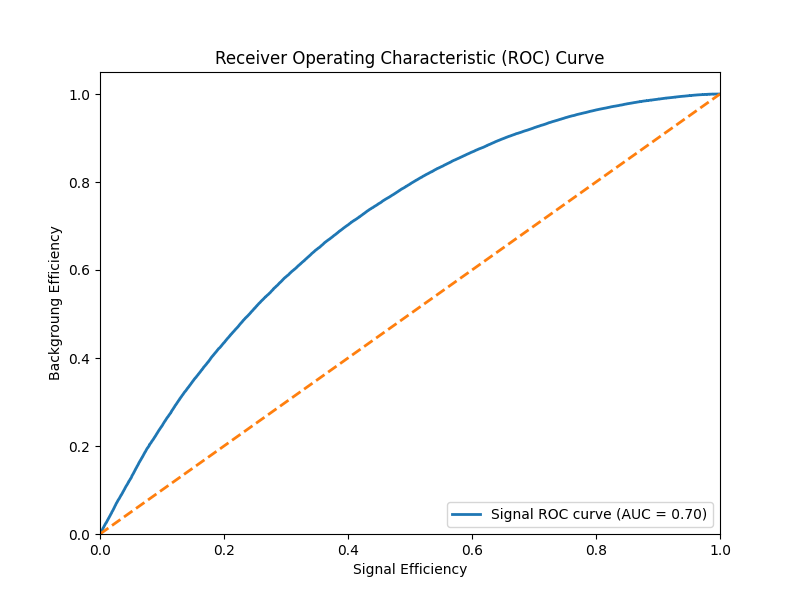 Receiver Operating Characteristic (ROC) Curve
1.0
0.8
0.6
0.4
0.2
0.0
Backgroung Efficiency
Signal ROC curve (AUC = 0.70)
0.0 0.2 0.4 0.6 0.8 1.0
Signal Efficiency